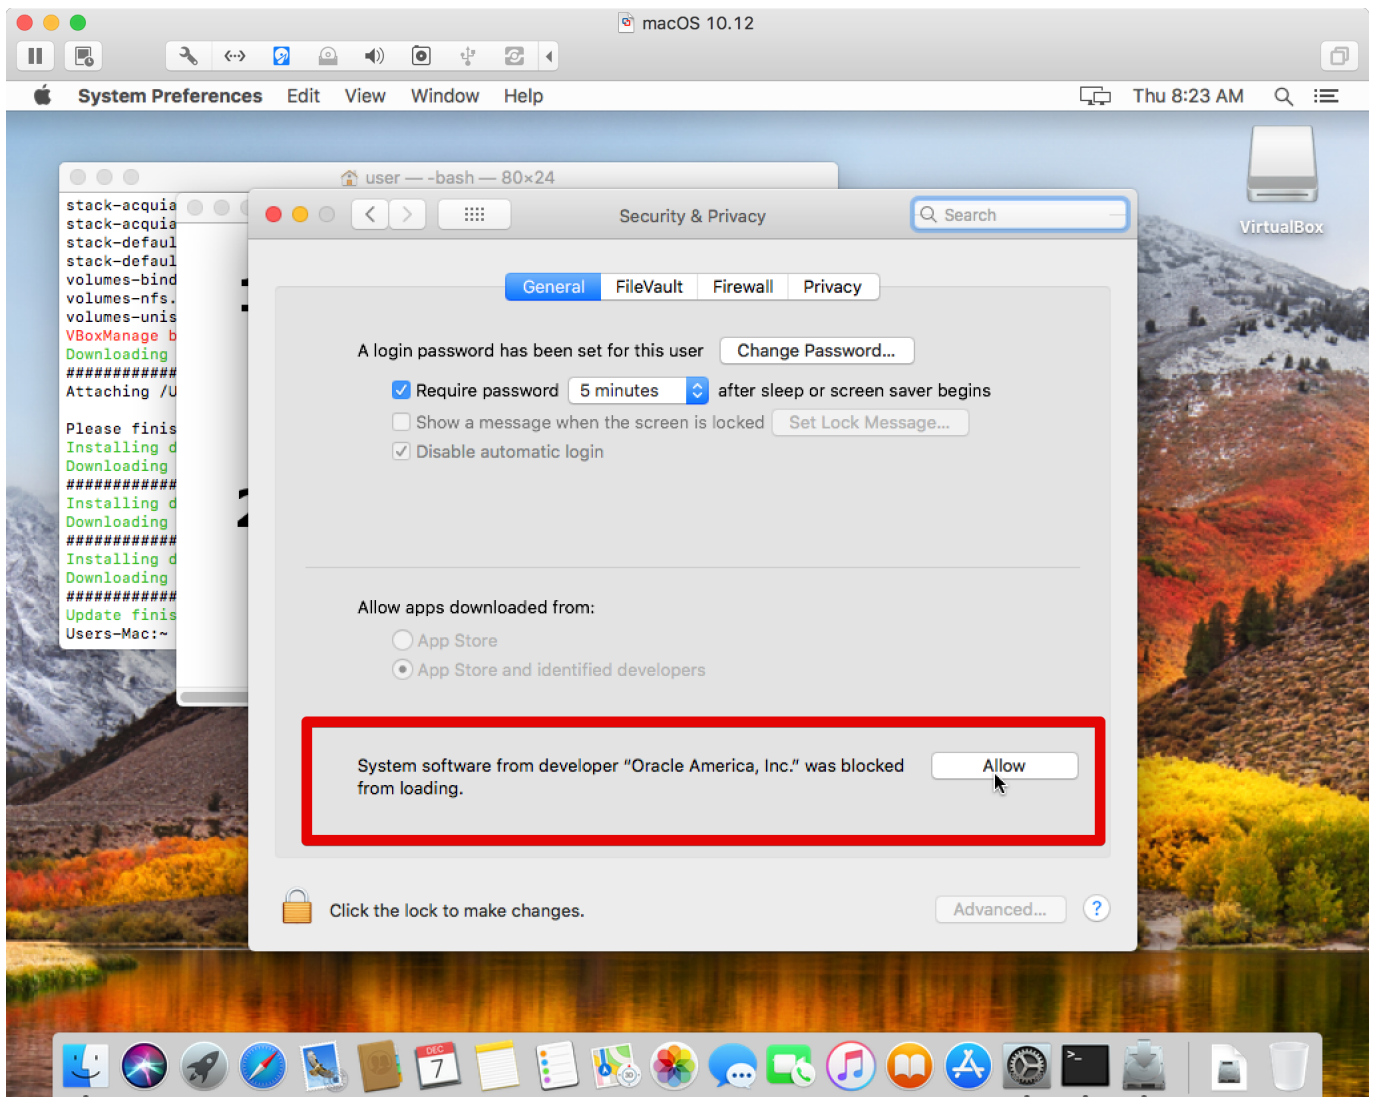 macOS 10.12
System Preferences Edit View Window Help Thu 8:23 AM
user — -bash — 80×24
stack-acquia
stack-acquia
stack-defaul
stack-defaul
volumes-bind
volumes-nfs.
volumes-unis
VBoxManage b
Downloading
############
Attaching /U
Please finis
Installing d
Downloading
############
Installing d
Downloading
############
Installing d
Downloading
############
Update finis
Users-Mac:~
Security & Privacy
Search
VirtualBox
General FileVault Firewall Privacy
A login password has been set for this user Change Password...
Require password 5 minutes after sleep or screen saver begins
Show a message when the screen is locked Set Lock Message...
Disable automatic login
Allow apps downloaded from:
App Store
App Store and identified developers
System software from developer “Oracle America, Inc.” was blocked
from loading.
Allow
Click the lock to make changes.
Advanced...
?
DEC
7
3D
>_